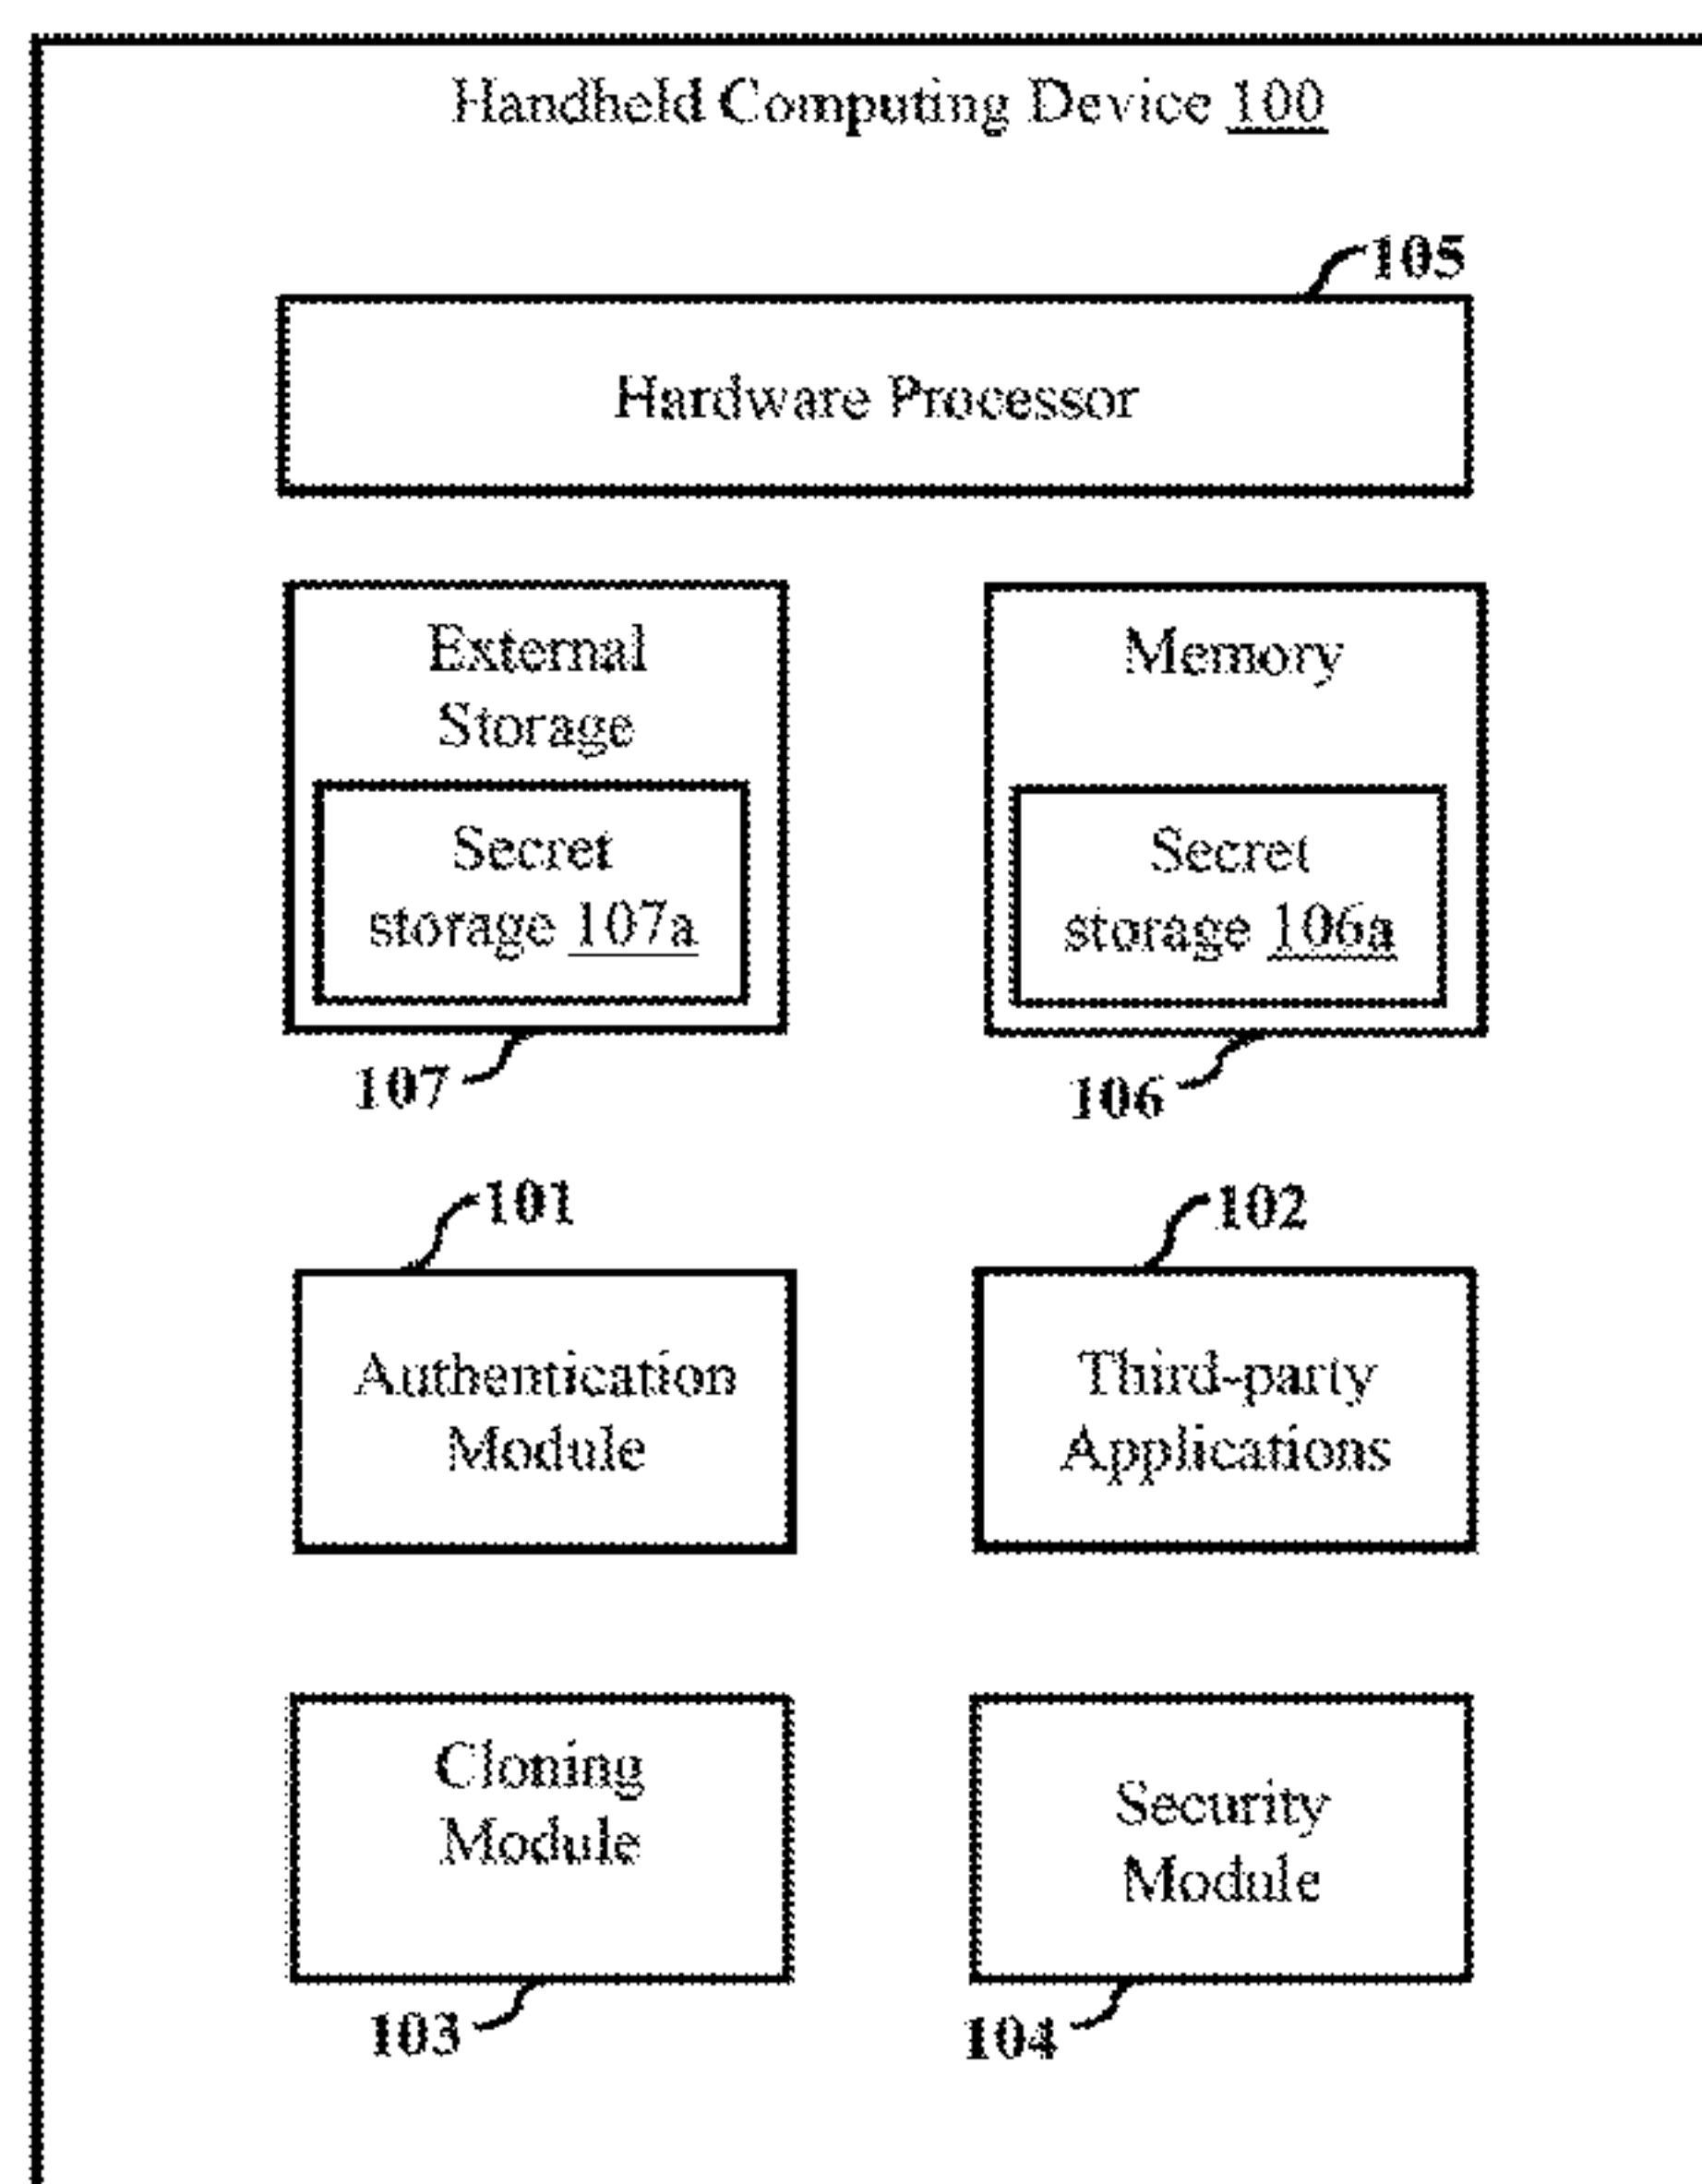 Handheld Computing Device 100
105
Hardware Processor
External
Storage
Secret
storage 107a
107
Memory
Secret
storage 106a
106
101
Authentication
Module
102
Third-party
Applications
Cloning
Module
103
Security
Module
104